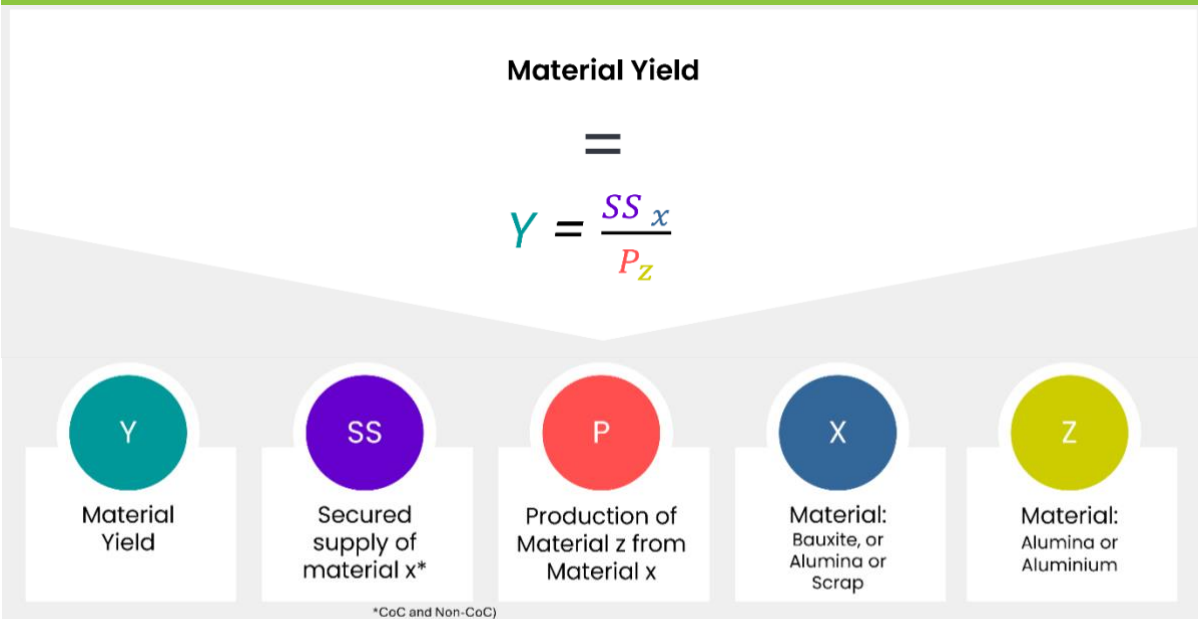 Material Yield
=
Y = SS x
P z
Y
SS
P
X
Z
Material
Yield
Secured
supply of
material x*
Production of
Material z from
Material x
Material:
Bauxite, or
Alumina or
Scrap
Material:
Alumina or
Aluminium
*CoC and Non-CoC)